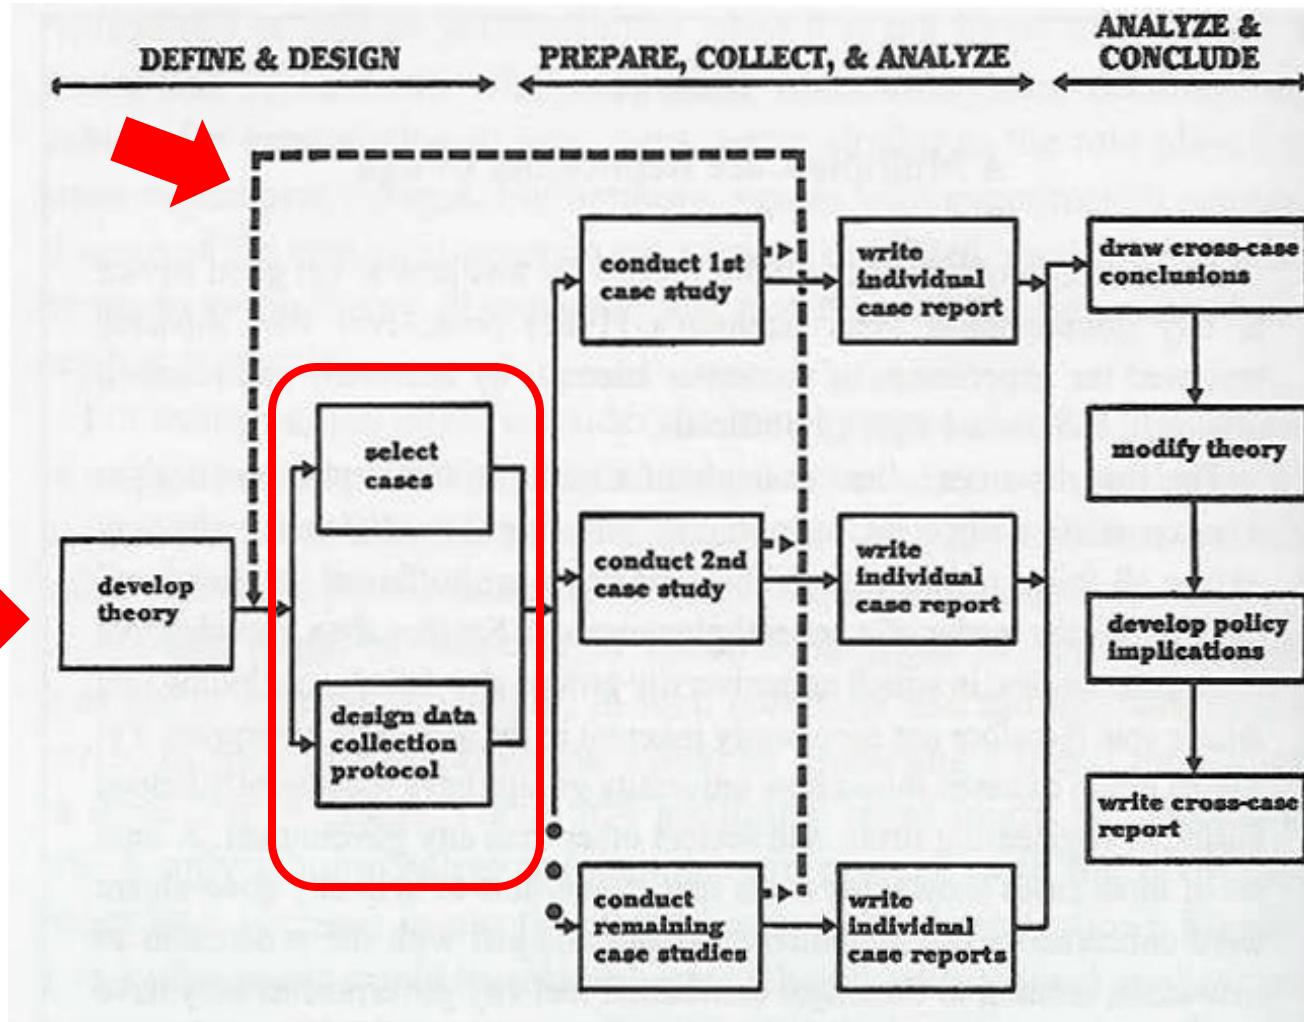 DEFINE & DESIGN
PREPARE, COLLECT, & ANALYZE
ANALYZE &
CONCLUDE
develop
theory
select
cases
design data
collection
protocol
conduct 1st
case study
conduct 2nd
case study
conduct
remaining
case studies
write
individual
case report
write
individual
case report
write
individual
case reports
draw cross-case
conclusions
modify theory
develop policy
implications
write cross-case
report